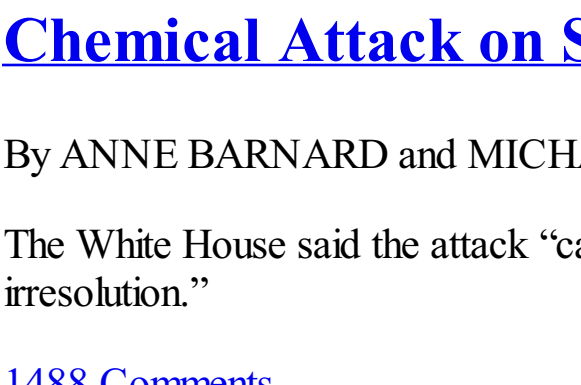 Chemical Attack on
By ANNE BARNARD and
The White House said the attack
irresolution.”
1488 Comments